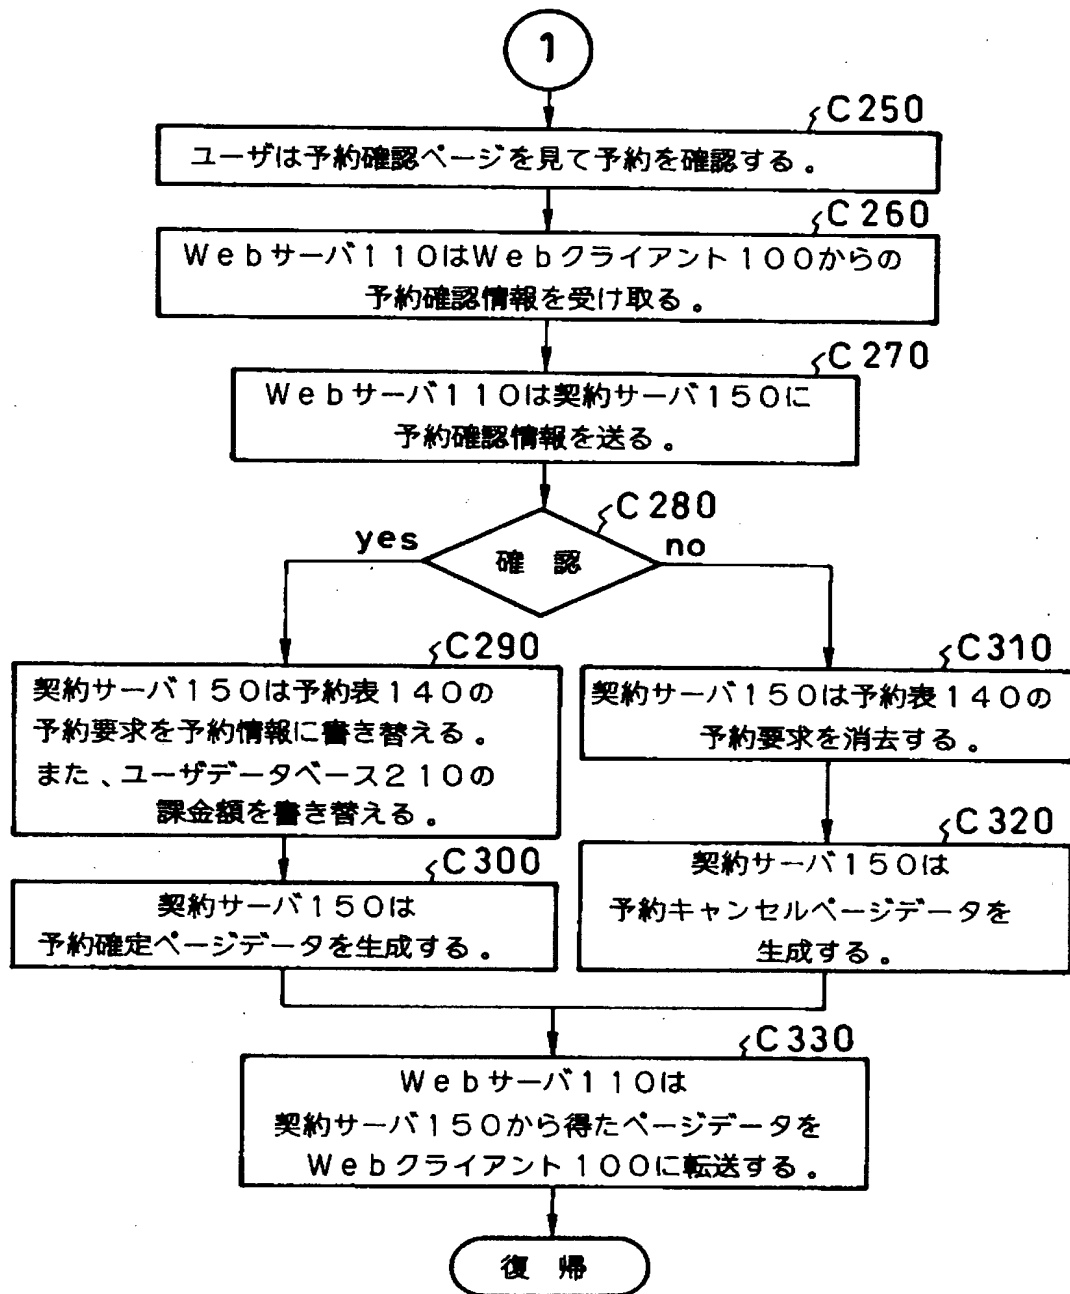 1
C250
ユーザは予約確認ページを見て予約を確認する。
C260
Webサーバ110はWebクライアント100からの
予約確認情報を受け取る。
C270
Webサーバ110は契約サーバ150に
予約確認情報を送る。
C280
yes
確認
no
C290
契約サーバ150は予約表140の
予約要求を予約情報に書き替える。
また、ユーザデータベース210の
課金額を書き替える。
C310
契約サーバ150は予約表140の
予約要求を消去する。
C300
契約サーバ150は
予約確定ページデータを生成する。
C320
契約サーバ150は
予約キャンセルページデータを
生成する。
C330
Webサーバ110は
契約サーバ150から得たページデータを
Webクライアント100に転送する。
復帰